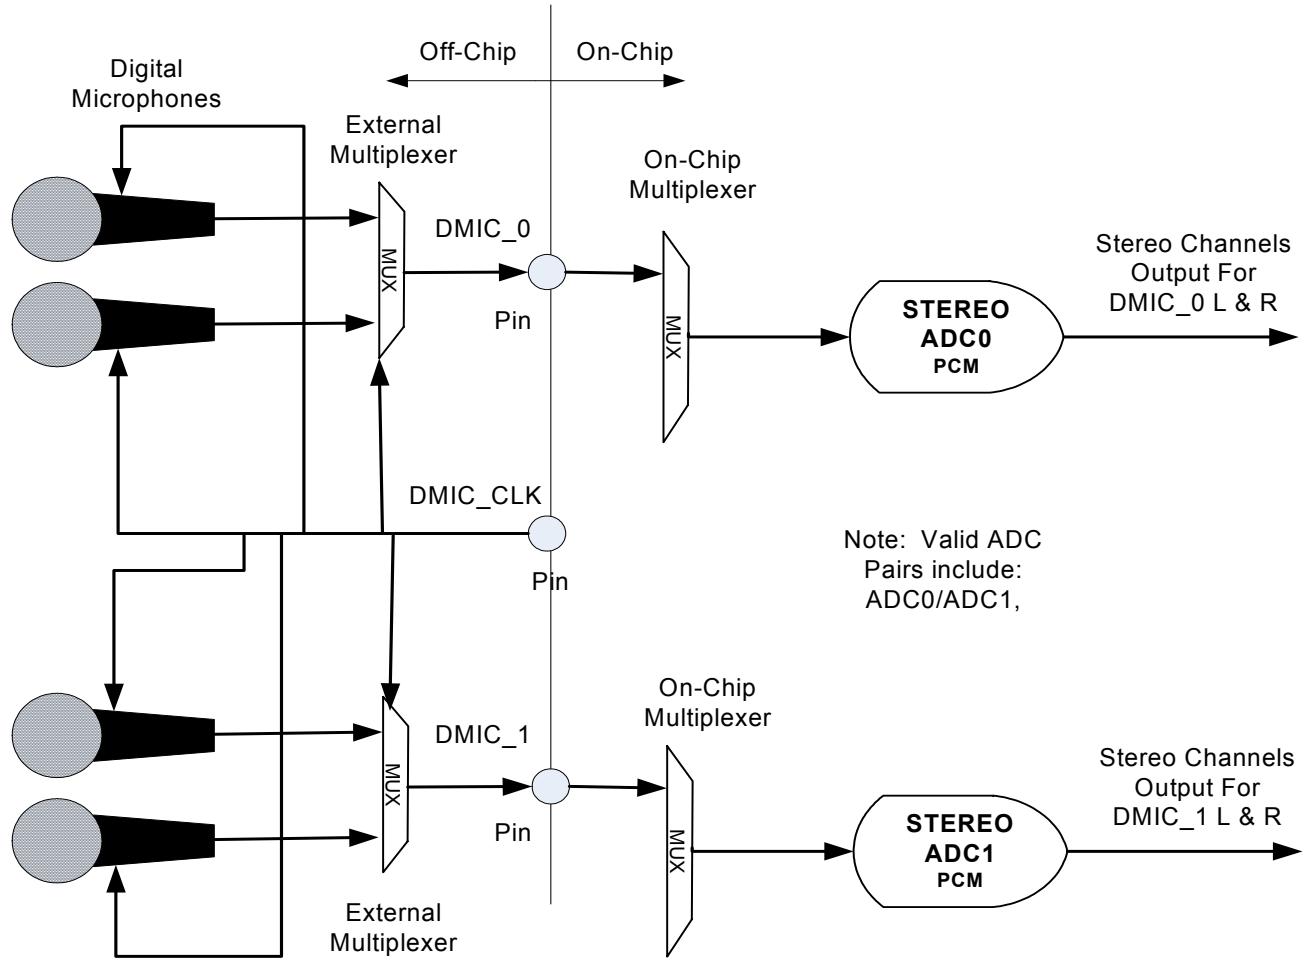 Off-Chip
On-Chip
Digital
Microphones
External
Multiplexer
On-Chip
Multiplexer
MUX
DMIC_0
Pin
MUX
STEREO
ADC0
PCM
Stereo Channels
Output For
DMIC_0 L & R
DMIC_CLK
Pin
Note:  Valid ADC
Pairs include:
ADC0/ADC1,
MUX
DMIC_1
Pin
On-Chip
Multiplexer
MUX
STEREO
ADC1
PCM
Stereo Channels
Output For
DMIC_1 L & R
External
Multiplexer